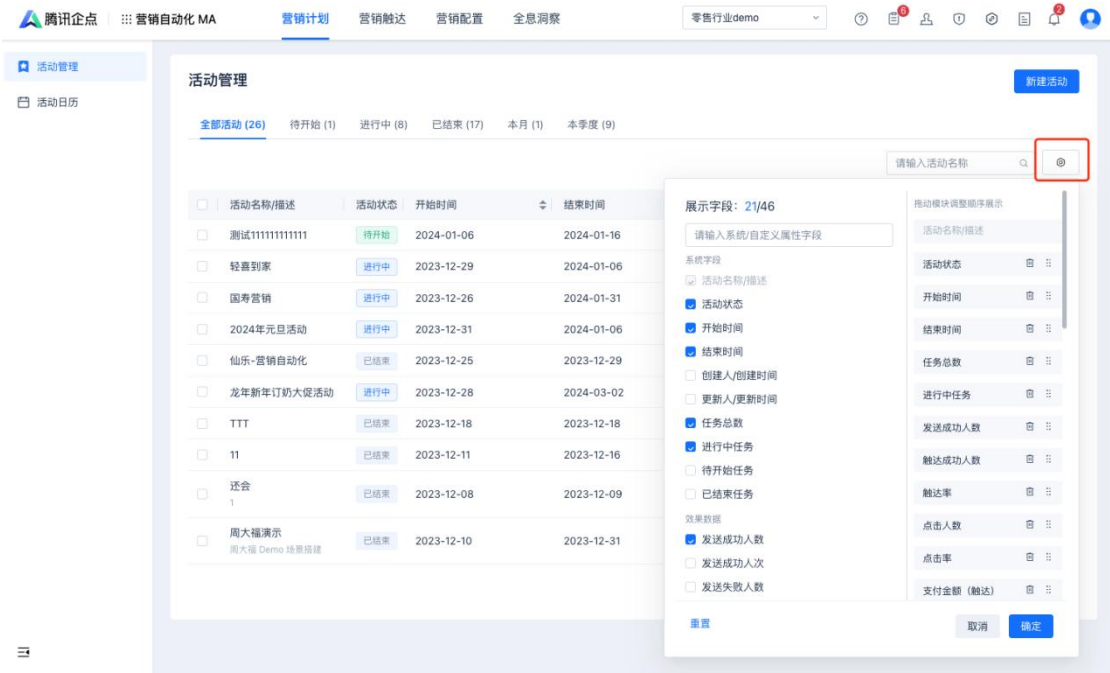 腾讯企点 营销自动化 MA 营销计划 营销触达 营销配置 全息洞察 零售行业demo 6 2
活动管理
活动日历
活动管理 新建活动
全部活动 (26) 待开始 (1) 进行中 (8) 已结束 (17) 本月 (1) 本季度 (9)
请输入活动名称
活动名称/描述 活动状态 开始时间 结束时间
测试111111111111 待开始 2024-01-06 2024-01-16
轻喜到家 进行中 2023-12-29 2024-01-06
国寿营销 进行中 2023-12-26 2024-01-31
2024年元旦活动 进行中 2023-12-31 2024-01-06
仙乐-营销自动化 已结束 2023-12-25 2023-12-29
龙年新年订奶大促活动 进行中 2023-12-28 2024-03-02
TTT 已结束 2023-12-18 2023-12-18
11 已结束 2023-12-11 2023-12-16
还会 已结束 2023-12-08 2023-12-09
1
周大福演示 已结束 2023-12-10 2023-12-31
周大福 Demo 场景搭建
展示字段：21/46
请输入系统/自定义属性字段
系统字段
活动名称/描述
活动状态
开始时间
结束时间
创建人/创建时间
更新人/更新时间
任务总数
进行中任务
待开始任务
已结束任务
效果数据
发送成功人数
发送成功人次
发送失败人数
拖动模块调整顺序展示
活动名称/描述
活动状态
开始时间
结束时间
任务总数
进行中任务
发送成功人数
触达成功人数
触达率
点击人数
点击率
支付金额（触达）
重置 取消 确定